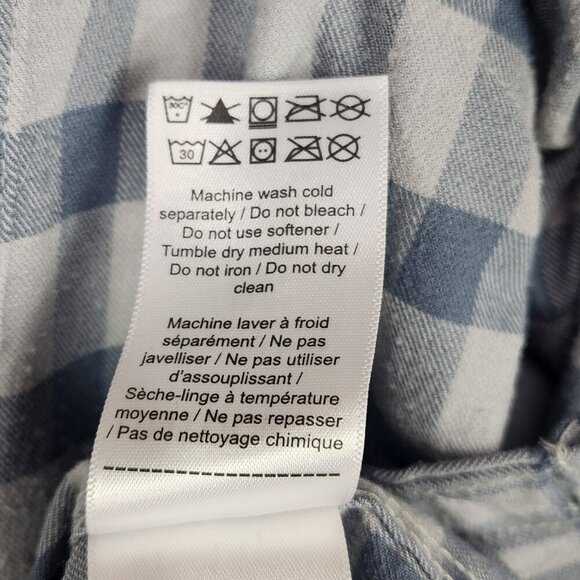 30C°
30
Machine wash cold
separately / Do not bleach /
Do not use softener /
Tumble dry medium heat /
Do not iron / Do not dry
clean
Machine laver à froid
séparément / Ne pas
javelliser / Ne pas utiliser
d'assouplissant /
Sèche-linge à température
moyenne / Ne pas repasser
/ Pas de nettoyage chimique